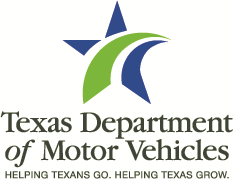 Texas Department
of Motor Vehicles
HELPING TEXANS GO. HELPING TEXAS GROW.